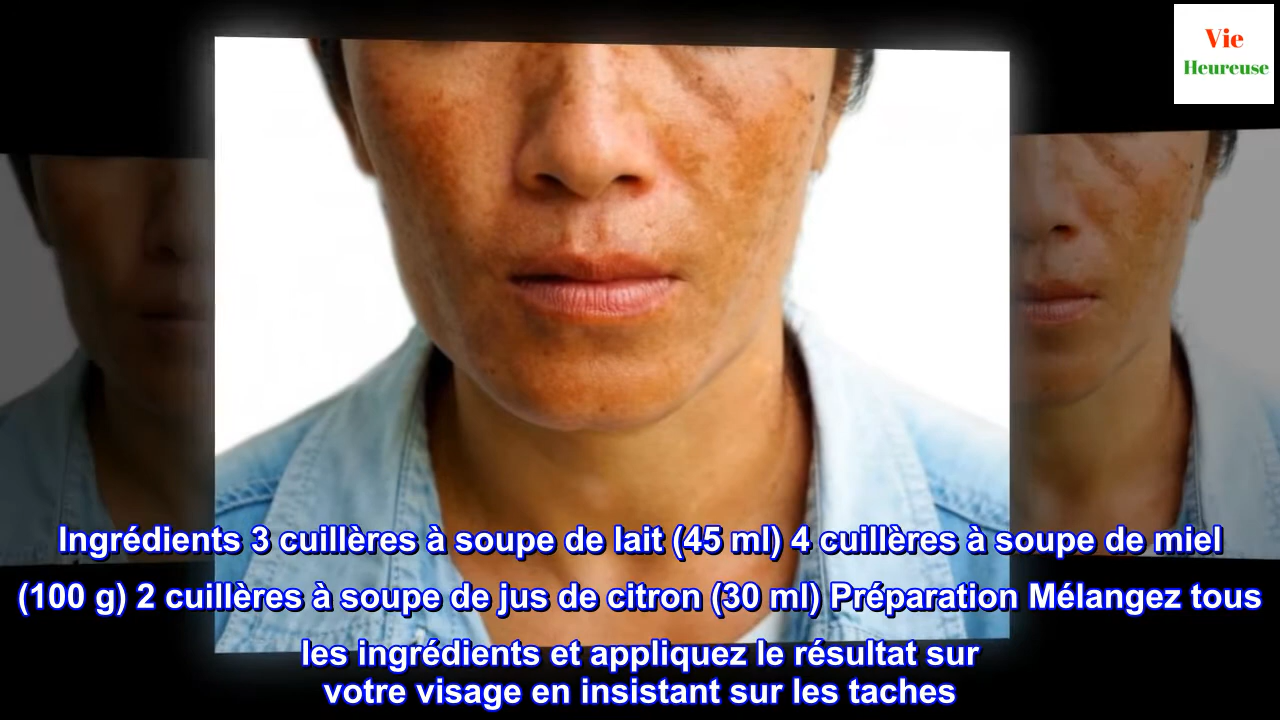 Vie
Heureuse
Ingrédients 3 cuillères à soupe de lait (45 ml) 4 cuillères à soupe de miel
(100 g) 2 cuillères à soupe de jus de citron (30 ml) Préparation Mélangez tous
les ingrédients et appliquez le résultat sur
votre visage en insistant sur les taches